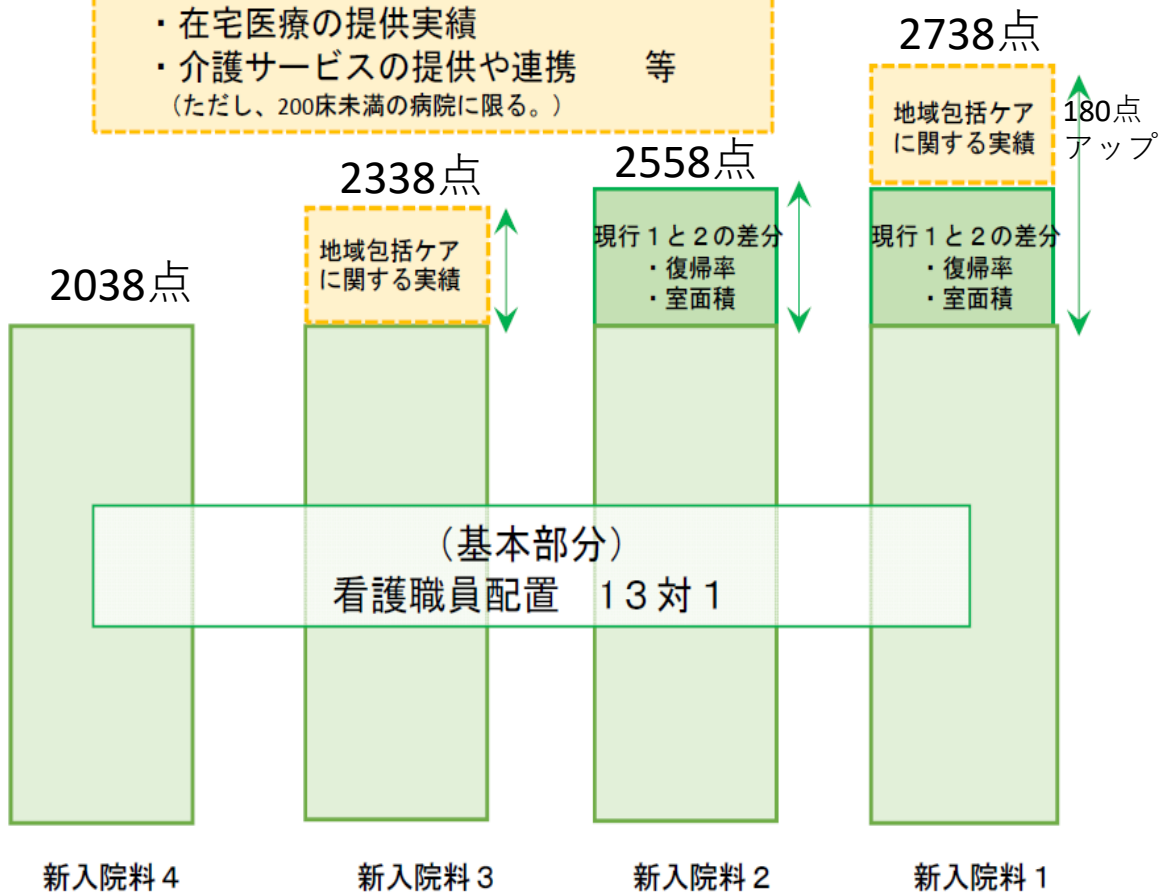 ・在宅医療の提供実績
・介護サービスの提供や連携　　等
（ただし、200床未満の病院に限る。）
2738点
地域包括ケア
に関する実績
180点
アップ
2558点
現行１と２の差分
・復帰率
・室面積
現行１と２の差分
・復帰率
・室面積
2338点
地域包括ケア
に関する実績
2038点
（基本部分）
看護職員配置　１３対１
新入院料４
新入院料３
新入院料２
新入院料１